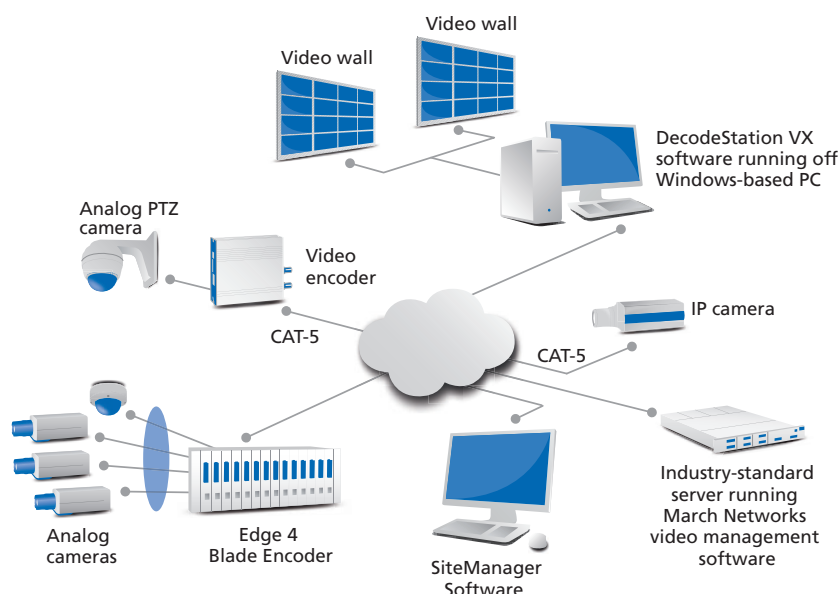 Video wall
Video wall
DecodeStation VX
software running off
Windows-based PC
Analog PTZ
camera
Video
encoder
IP camera
CAT-5
CAT-5
Analog
cameras
Edge 4
Blade Encoder
SiteManager
Software
Industry-standard
server running
March Networks
video management
software